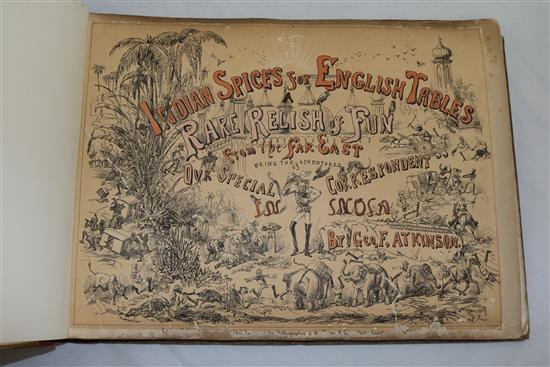 INDIAN SPICES for ENGLISH TABLES
RARE RELISH of FUN
from the FAR EAST
BEING THE ADVENTURES
of
OUR SPECIAL CORRESPONDENT
IN INDIA
BY GEO. F. ATKINSON.